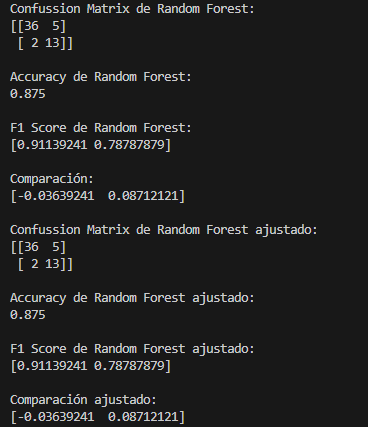 Confussion Matrix de Random Forest:
[[36  5]
 [ 2 13]]
Accuracy de Random Forest:
0.875
F1 Score de Random Forest:
[0.91139241 0.78787879]
Comparación:
[-0.03639241  0.08712121]
Confussion Matrix de Random Forest ajustado:
[[36  5]
 [ 2 13]]
Accuracy de Random Forest ajustado:
0.875
F1 Score de Random Forest ajustado:
[0.91139241 0.78787879]
Comparación ajustado:
[-0.03639241  0.08712121]